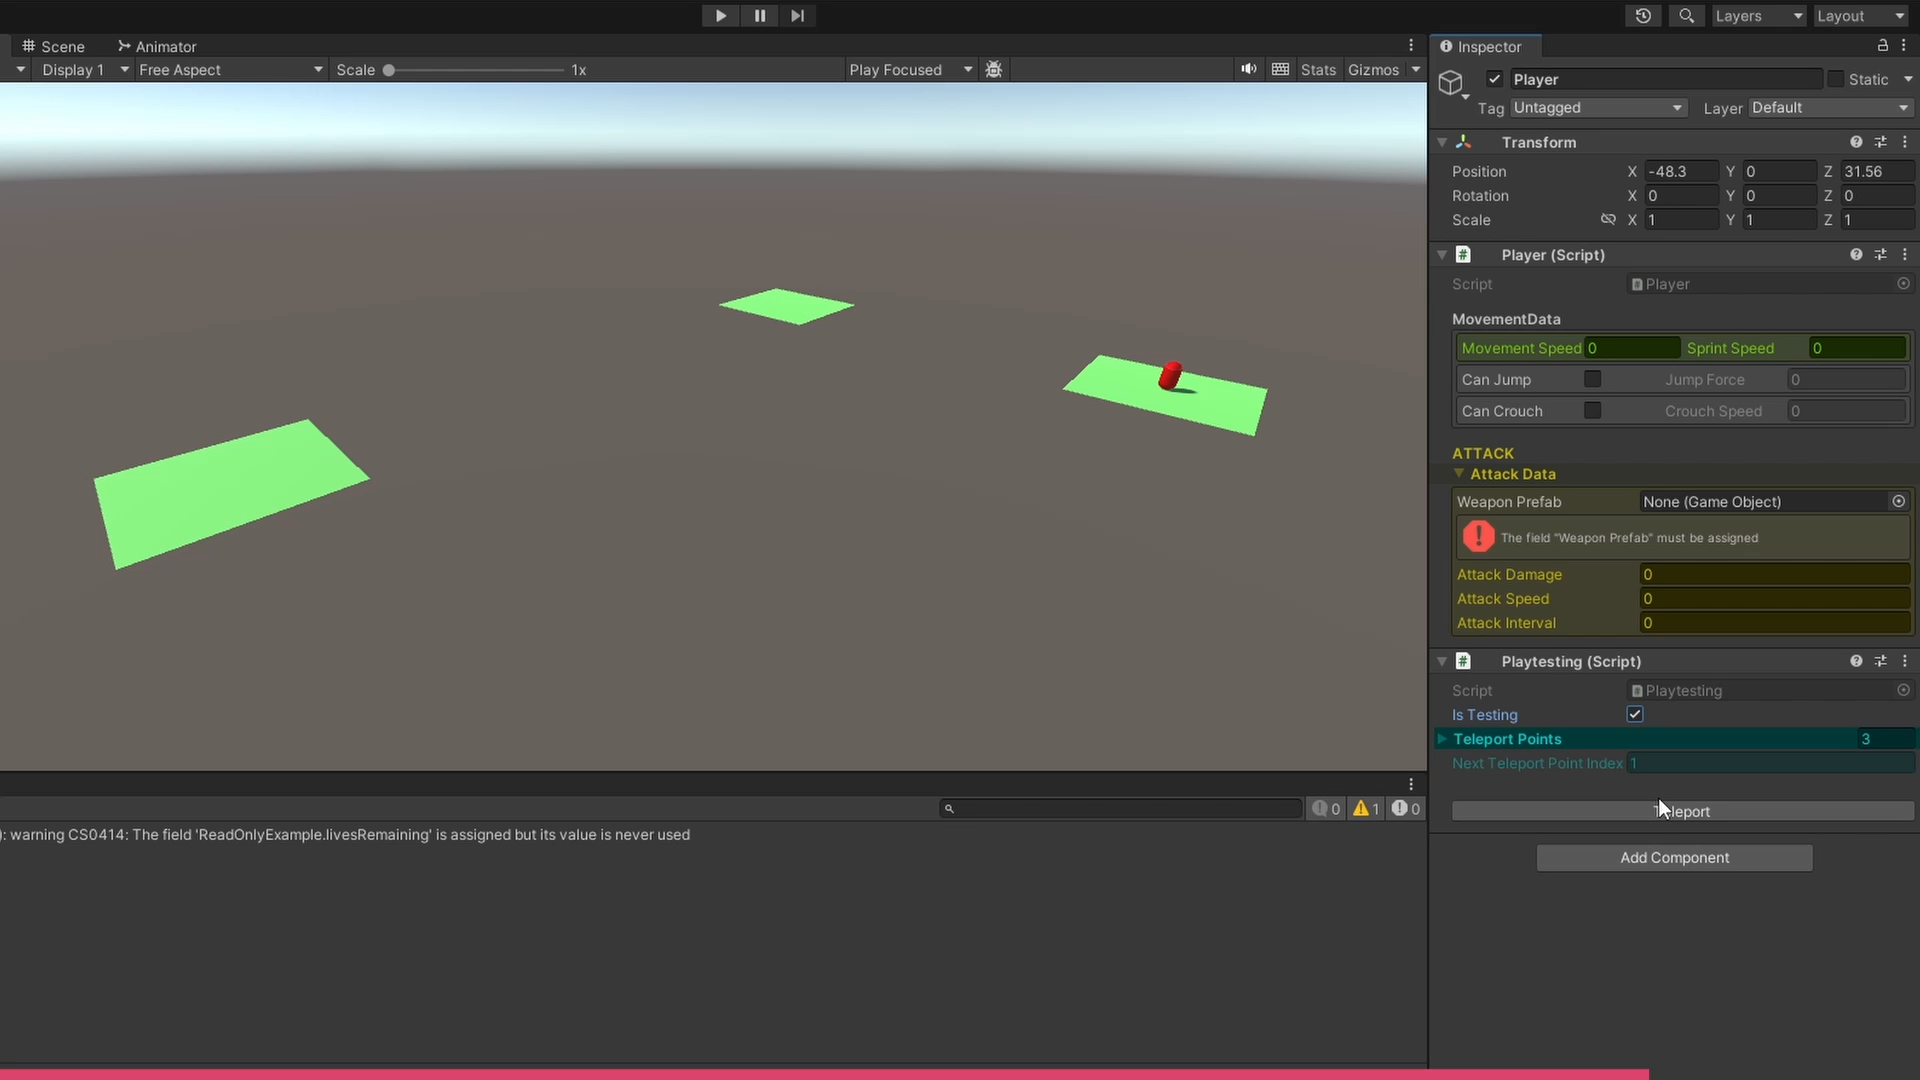 Layers Layout
Scene Animator
Display 1 Free Aspect Scale 1x Play Focused Stats Gizmos
): warning CS0414: The field 'ReadOnlyExample.livesRemaining' is assigned but its value is never used
0 1 0
Inspector
Player Static
Tag Untagged Layer Default
Transform
Position X -48.3 Y 0 Z 31.56
Rotation X 0 Y 0 Z 0
Scale X 1 Y 1 Z 1
# Player (Script)
Script Player
MovementData
Movement Speed 0 Sprint Speed 0
Can Jump Jump Force 0
Can Crouch Crouch Speed 0
ATTACK
Attack Data
Weapon Prefab None (Game Object)
The field "Weapon Prefab" must be assigned
Attack Damage 0
Attack Speed 0
Attack Interval 0
# Playtesting (Script)
Script Playtesting
Is Testing
Teleport Points 3
Next Teleport Point Index 1
Teleport
Add Component